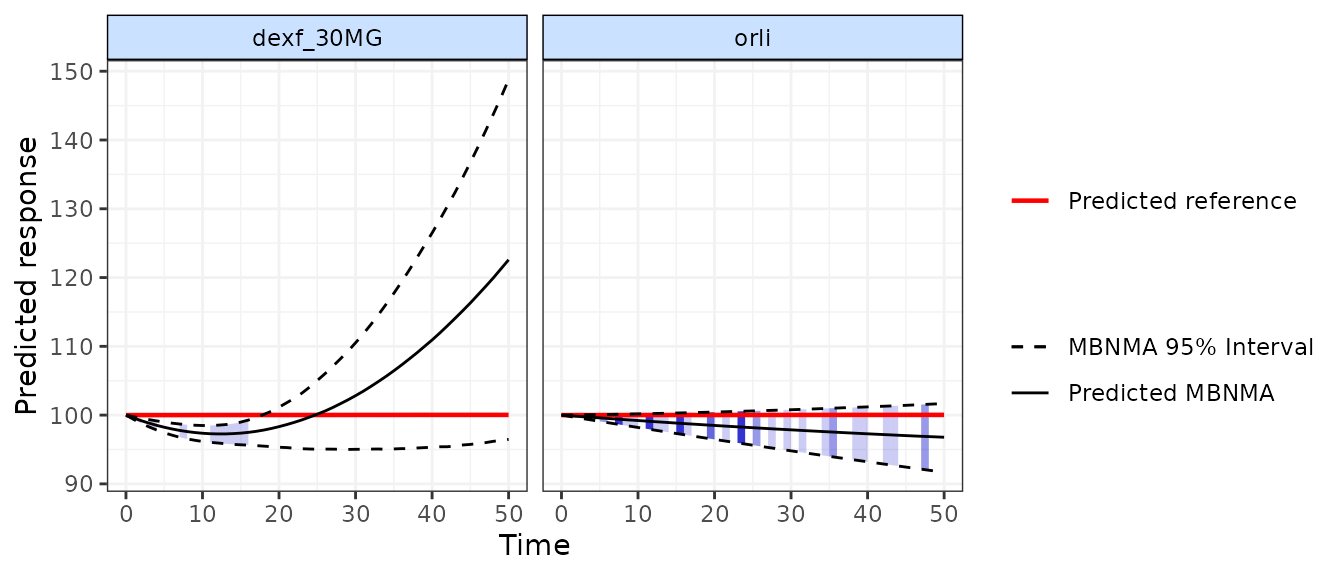 dexf_30MG
orli
Predicted response
150
140
130
120
110
100
90
0 10 20 30 40 50
0 10 20 30 40 50
Time
Predicted reference
MBNMA 95% Interval
Predicted MBNMA